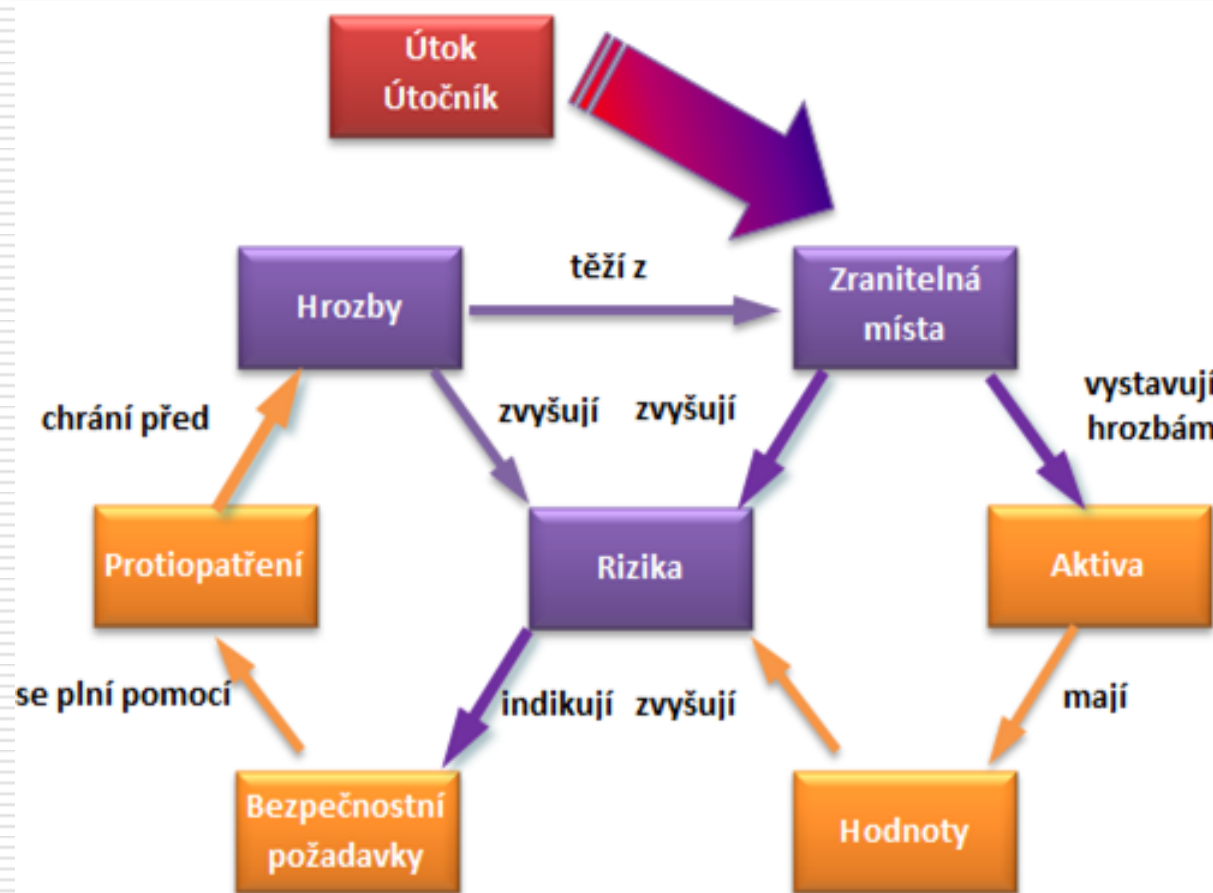 Útok
Útočník
těží z
Hrozby
Zranitelná
místa
chrání před
zvyšují
zvyšují
vystavují
hrozbám
Protiopatření
Rizika
Aktiva
se plní pomocí
indikují
zvyšují
mají
Bezpečnostní
požadavky
Hodnoty